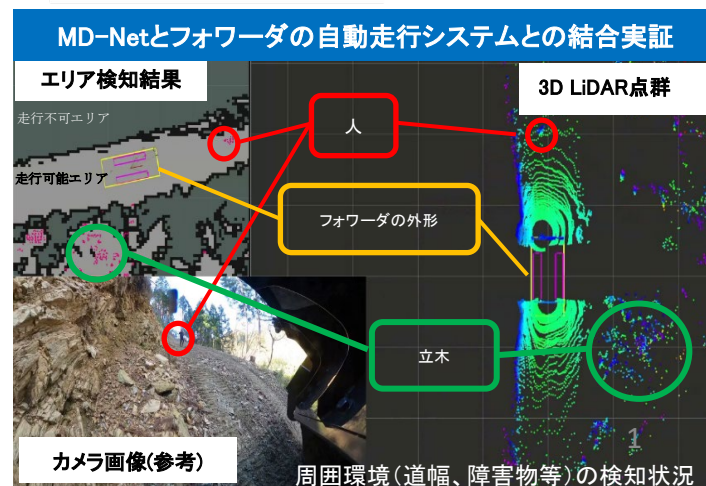 MD-Netとフォワーダの自動走行システムとの結合実証
エリア検知結果
3D LiDAR点群
走行不可エリア
人
走行可能エリア
フォワーダの外形
立木
1
カメラ画像(参考)
周囲環境(道幅、障害物等)の検知状況